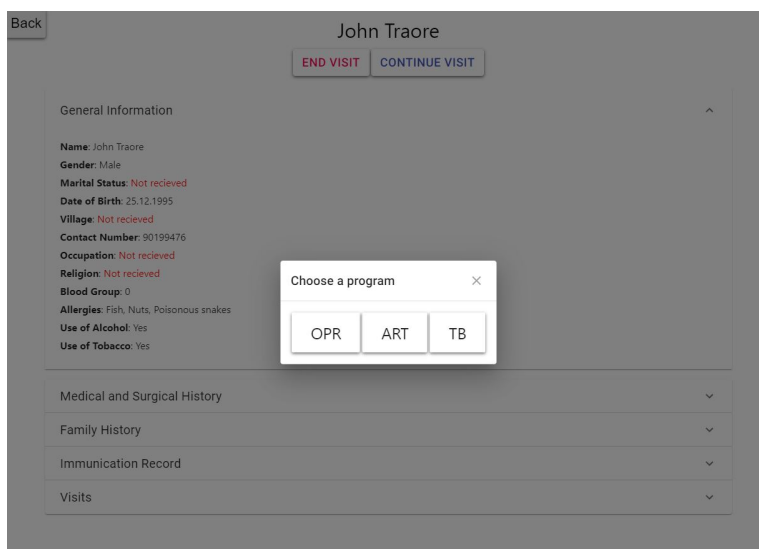 Back
John Traore
END VISIT CONTINUE VISIT
General Information
Name: John Traore
Gender: Male
Marital Status: Not recieved
Date of Birth: 25.12.1995
Village: Not recieved
Contact Number: 90199476
Occupation: Not recieved
Religion: Not recieved
Blood Group: 0
Allergies: Fish, Nuts, Poisonous snakes
Use of Alcohol: Yes
Use of Tobacco: Yes
Choose a program
OPR ART TB
Medical and Surgical History
Family History
Immunication Record
Visits